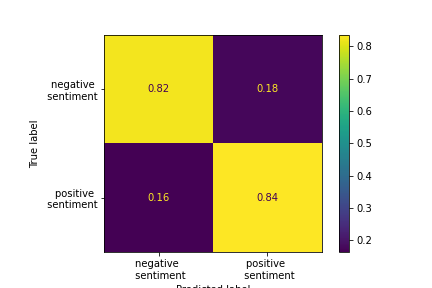 negative
sentiment
positive
sentiment
True label
0.82
0.18
0.16
0.84
negative
sentiment
positive
sentiment
Predicted label
0.8
0.7
0.6
0.5
0.4
0.3
0.2